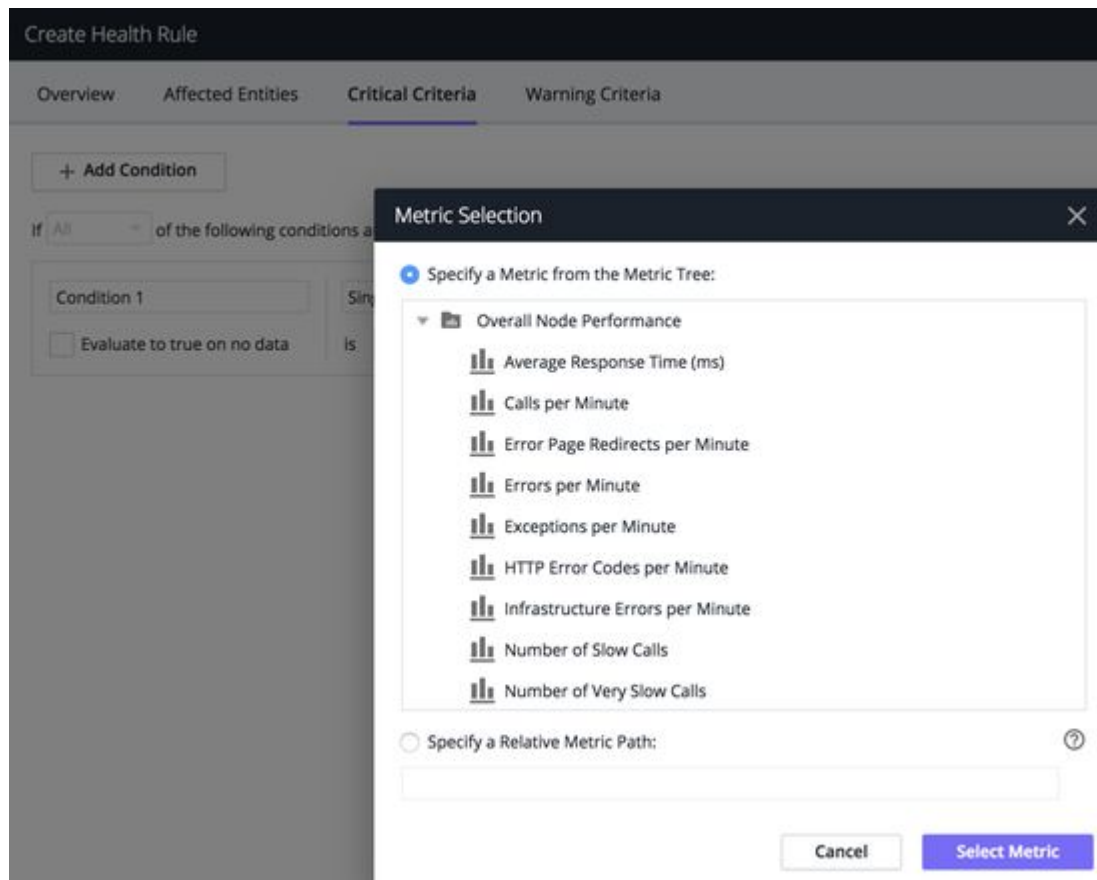 Create Health Rule
Overview Affected Entities Critical Criteria Warning Criteria
+ Add Condition
If All of the following conditions a
Condition 1 Sin
Evaluate to true on no data is
Metric Selection
Specify a Metric from the Metric Tree:
Overall Node Performance
Average Response Time (ms)
Calls per Minute
Error Page Redirects per Minute
Errors per Minute
Exceptions per Minute
HTTP Error Codes per Minute
Infrastructure Errors per Minute
Number of Slow Calls
Number of Very Slow Calls
Specify a Relative Metric Path:
Cancel Select Metric